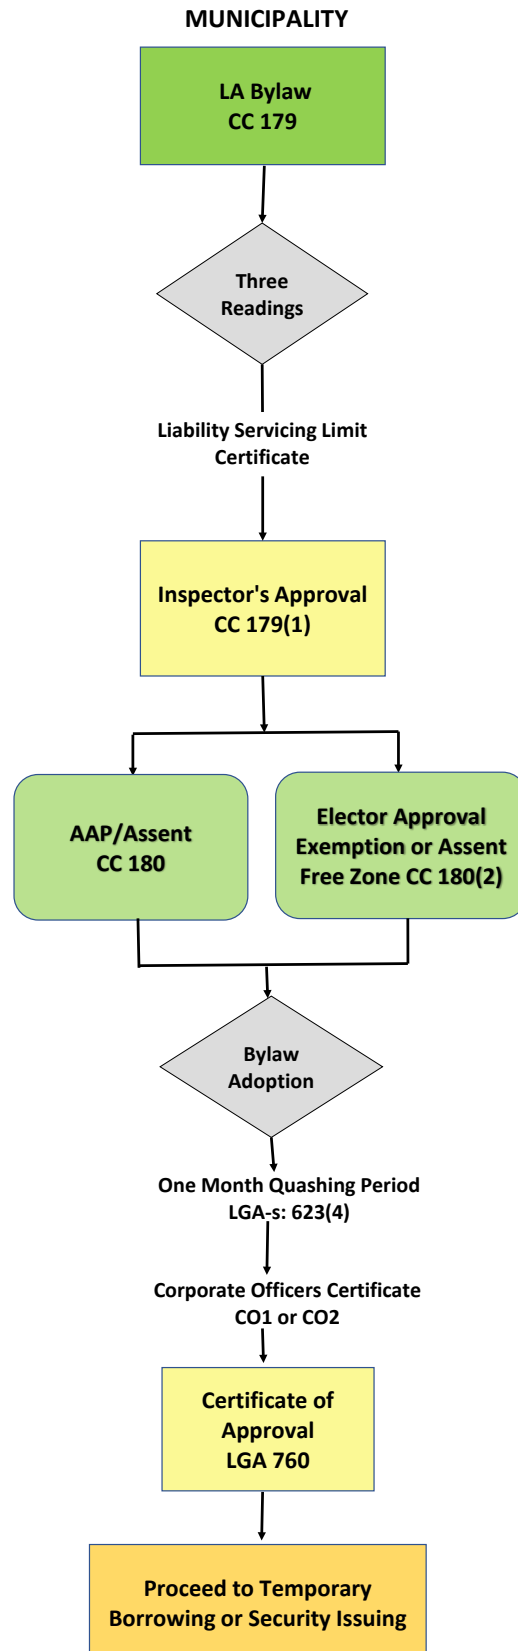 MUNICIPALITY
LA Bylaw
CC 179
Three
Readings
Liability Servicing Limit
Certificate
Inspector's Approval
CC 179(1)
AAP/Assent
CC 180
Elector Approval
Exemption or Assent
Free Zone CC 180(2)
Bylaw
Adoption
One Month Quashing Period
LGA-s: 623(4)
Corporate Officers Certificate
CO1 or CO2
Certificate of
Approval
LGA 760
Proceed to Temporary
Borrowing or Security Issuing